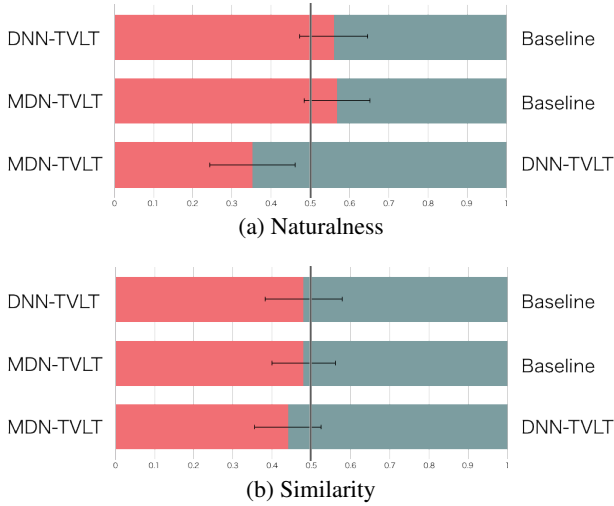 DNN-TVLT Baseline
MDN-TVLT Baseline
MDN-TVLT DNN-TVLT
0 0.1 0.2 0.3 0.4 0.5 0.6 0.7 0.8 0.9 1
(a) Naturalness
DNN-TVLT Baseline
MDN-TVLT Baseline
MDN-TVLT DNN-TVLT
0 0.1 0.2 0.3 0.4 0.5 0.6 0.7 0.8 0.9 1
(b) Similarity